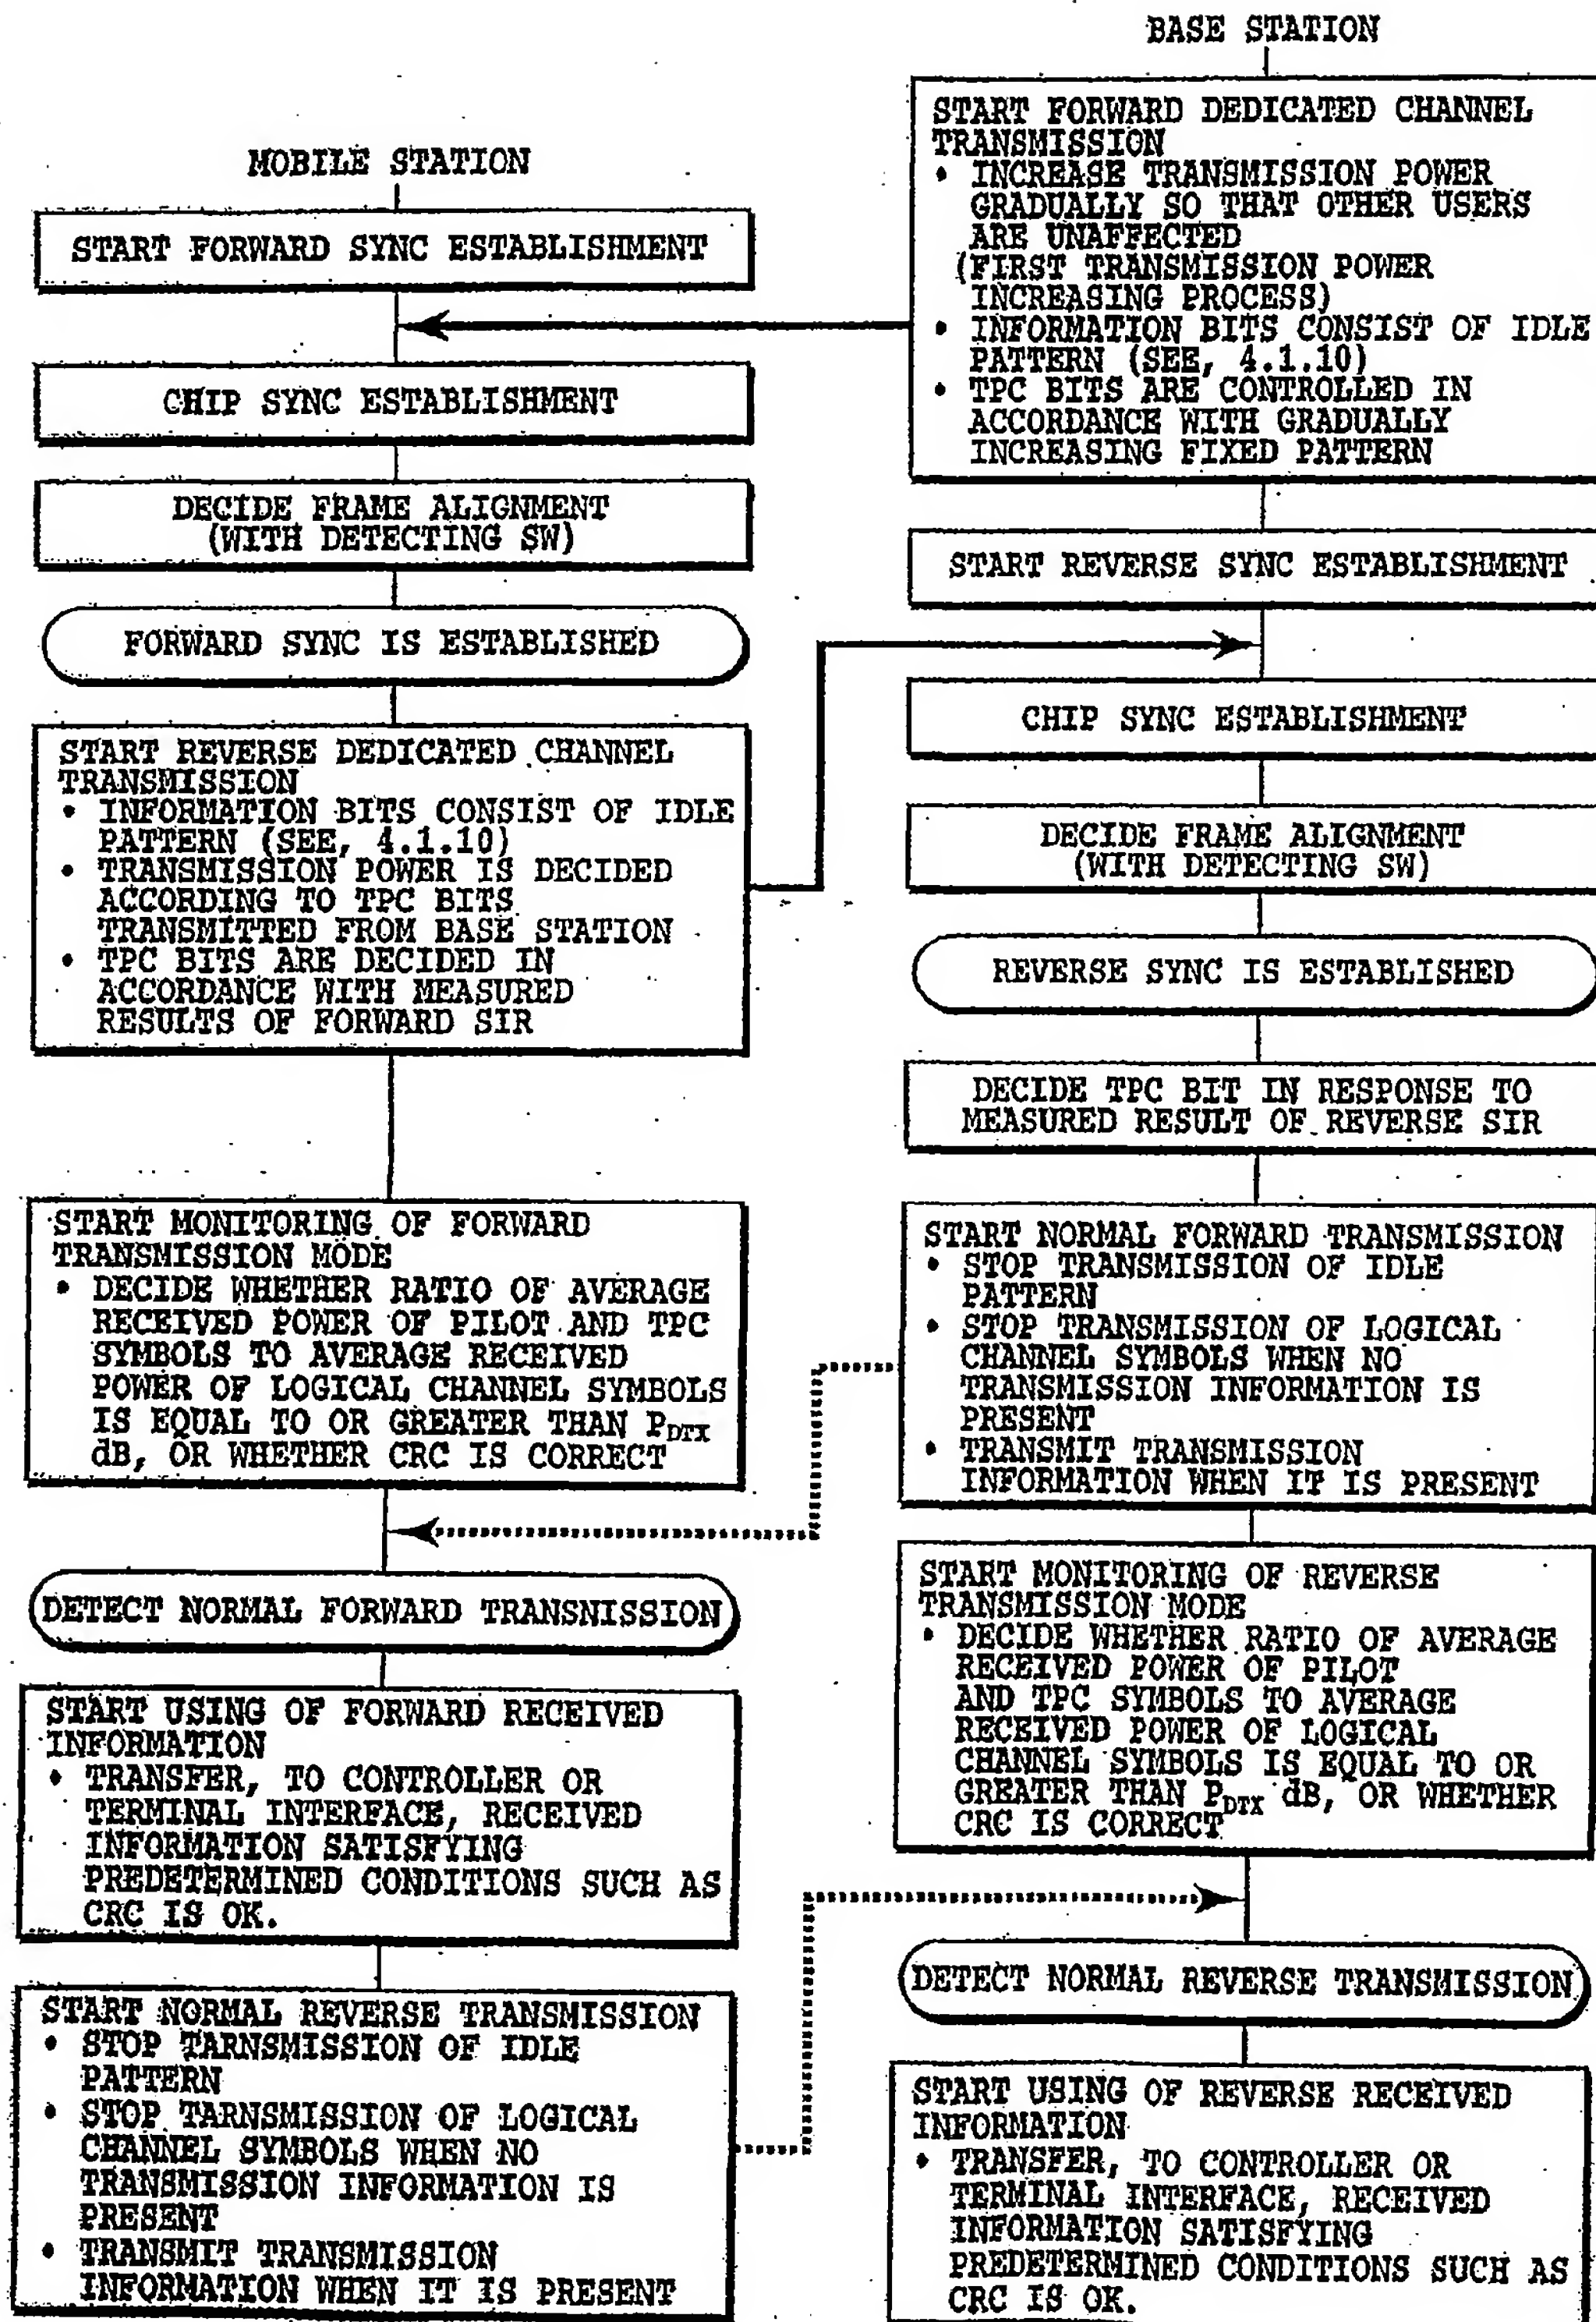 MOBILE STATION
START FORWARD SYNC ESTABLISHMENT
CHIP SYNC ESTABLISHMENT
DECIDE FRAME ALIGNMENT
(WITH DETECTING SW)
FORWARD SYNC IS ESTABLISHED
START REVERSE DEDICATED CHANNEL
TRANSMISSION
• INFORMATION BITS CONSIST OF IDLE
PATTERN (SEE, 4.1.10)
• TRANSMISSION POWER IS DECIDED
ACCORDING TO TPC BITS
TRANSMITTED FROM BASE STATION
• TPC BITS ARE DECIDED IN
ACCORDANCE WITH MEASURED
RESULTS OF FORWARD SIR
START MONITORING OF FORWARD
TRANSMISSION MODE
• DECIDE WHETHER RATIO OF AVERAGE
RECEIVED POWER OF PILOT AND TPC
SYMBOLS TO AVERAGE RECEIVED
POWER OF LOGICAL CHANNEL SYMBOLS
IS EQUAL TO OR GREATER THAN PDTX
dB, OR WHETHER CRC IS CORRECT
DETECT NORMAL FORWARD TRANSNISSION
START USING OF FORWARD RECEIVED
INFORMATION
• TRANSFER, TO CONTROLLER OR
TERMINAL INTERFACE, RECEIVED
INFORMATION SATISFYING
PREDETERMINED CONDITIONS SUCH AS
CRC IS OK.
START NORMAL REVERSE TRANSMISSION
• STOP TARNSMISSION OF IDLE
PATTERN
• STOP TARNSMISSION OF LOGICAL
CHANNEL SYMBOLS WHEN NO
TRANSMISSION INFORMATION IS
PRESENT
• TRANSMIT TRANSMISSION
INFORMATION WHEN IT IS PRESENT
BASE STATION
START FORWARD DEDICATED CHANNEL
TRANSMISSION
• INCREASE TRANSMISSION POWER
GRADUALLY SO THAT OTHER USERS
ARE UNAFFECTED
(FIRST TRANSMISSION POWER
INCREASING PROCESS)
• INFORMATION BITS CONSIST OF IDLE
PATTERN (SEE, 4.1.10)
• TPC BITS ARE CONTROLLED IN
ACCORDANCE WITH GRADUALLY
INCREASING FIXED PATTERN
START REVERSE SYNC ESTABLISHMENT
CHIP SYNC ESTABLISHMENT
DECIDE FRAME ALIGNMENT
(WITH DETECTING SW)
REVERSE SYNC IS ESTABLISHED
DECIDE TPC BIT IN RESPONSE TO
MEASURED RESULT OF REVERSE SIR
START NORMAL FORWARD TRANSMISSION
• STOP TRANSMISSION OF IDLE
PATTERN
• STOP TRANSMISSION OF LOGICAL
CHANNEL SYMBOLS WHEN NO
TRANSMISSION INFORMATION IS
PRESENT
• TRANSMIT TRANSMISSION
INFORMATION WHEN IT IS PRESENT
START MONITORING OF REVERSE
TRANSMISSION MODE
• DECIDE WHETHER RATIO OF AVERAGE
RECEIVED POWER OF PILOT
AND TPC SYMBOLS TO AVERAGE
RECEIVED POWER OF LOGICAL
CHANNEL SYMBOLS IS EQUAL TO OR
GREATER THAN PDTX dB, OR WHETHER
CRC IS CORRECT
DETECT NORMAL REVERSE TRANSMISSION
START USING OF REVERSE RECEIVED
INFORMATION
• TRANSFER, TO CONTROLLER OR
TERMINAL INTERFACE, RECEIVED
INFORMATION SATISFYING
PREDETERMINED CONDITIONS SUCH AS
CRC IS OK.